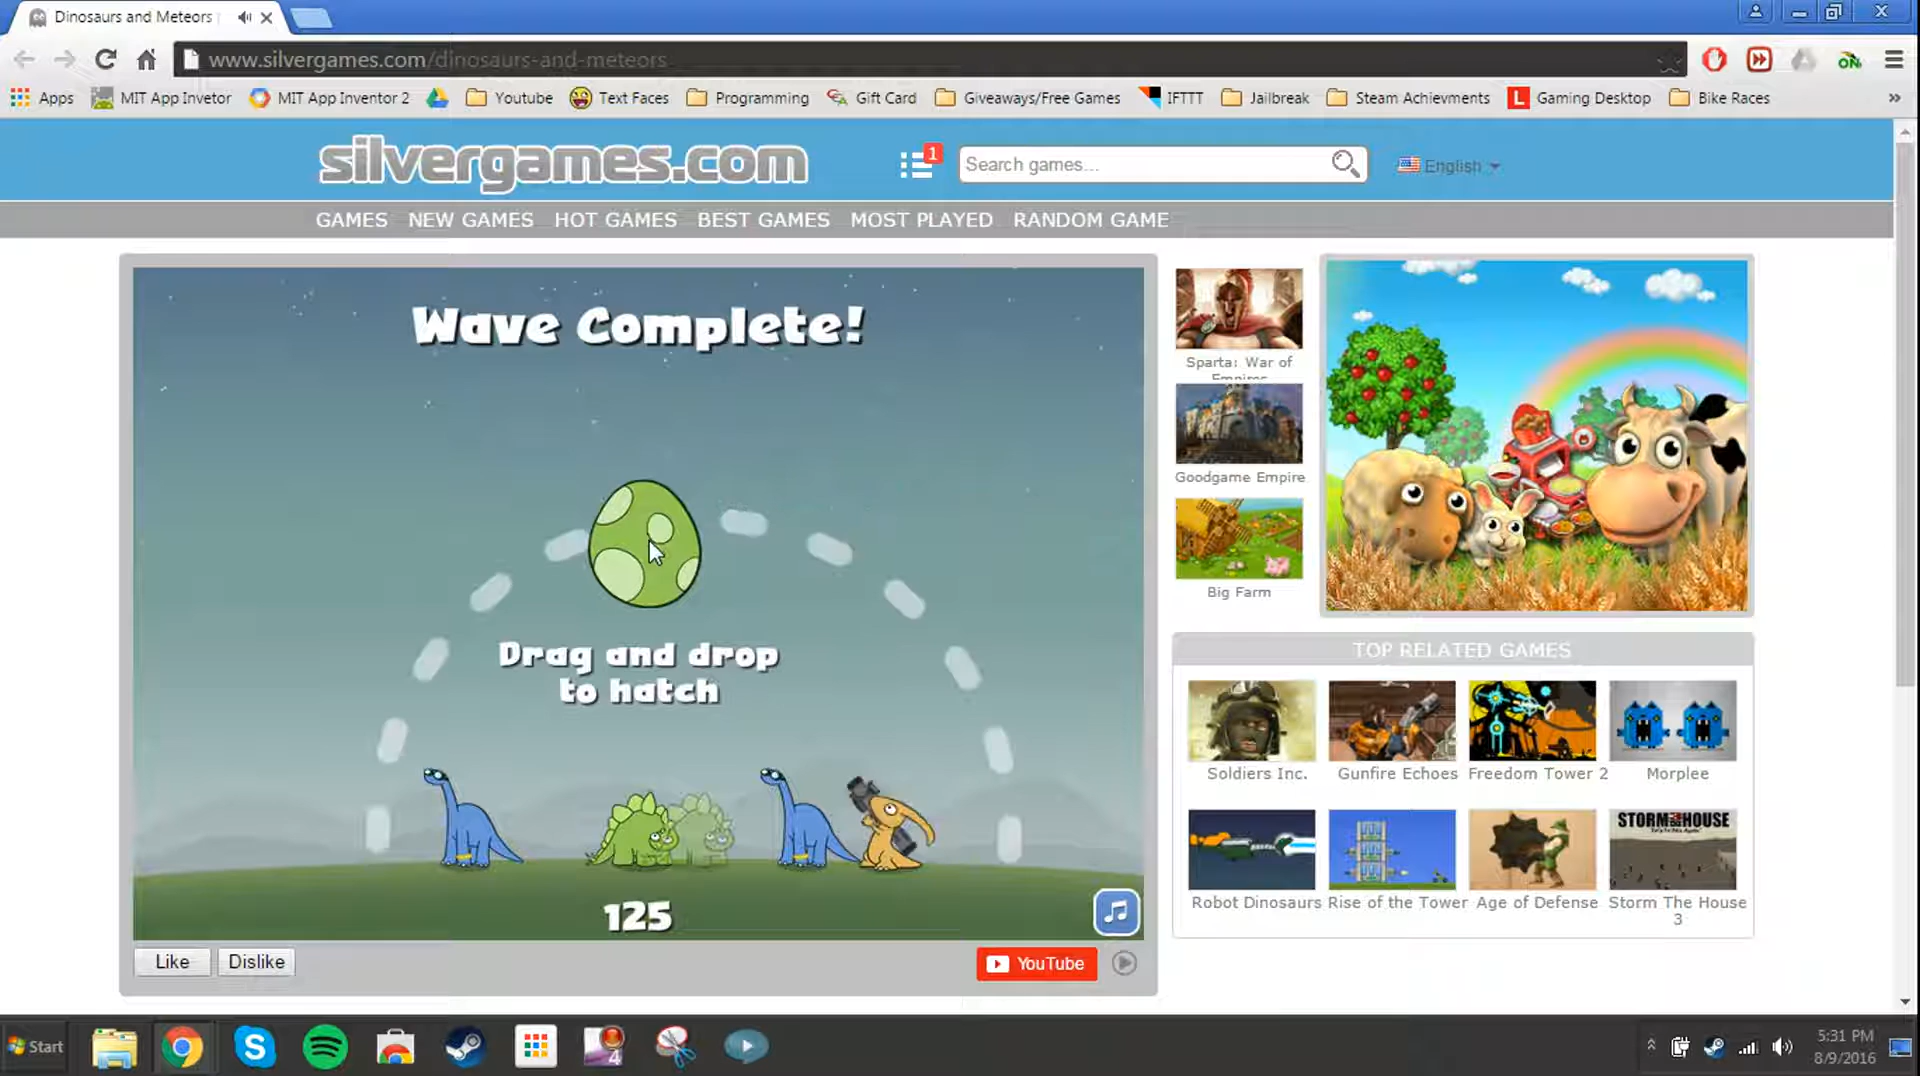 Dinosaurs and Meteors
www.silvergames.com/dinosaurs-and-meteors
Apps MIT App Invetor MIT App Inventor 2 Youtube Text Faces Programming Gift Card Giveaways/Free Games IFTTT Jailbreak Steam Achievments L Gaming Desktop Bike Races »
ON
silvergames.com
1
Search games...
English
GAMES NEW GAMES HOT GAMES BEST GAMES MOST PLAYED RANDOM GAME
Wave Complete!
Drag and drop
to hatch
125
Like Dislike
YouTube
Sparta: War of
Empires
Goodgame Empire
Big Farm
TOP RELATED GAMES
Soldiers Inc. Gunfire Echoes Freedom Tower 2 Morplee
STORM THE HOUSE
Robot Dinosaurs Rise of the Tower Age of Defense Storm The House
3
Start
4
5:31 PM
8/9/2016